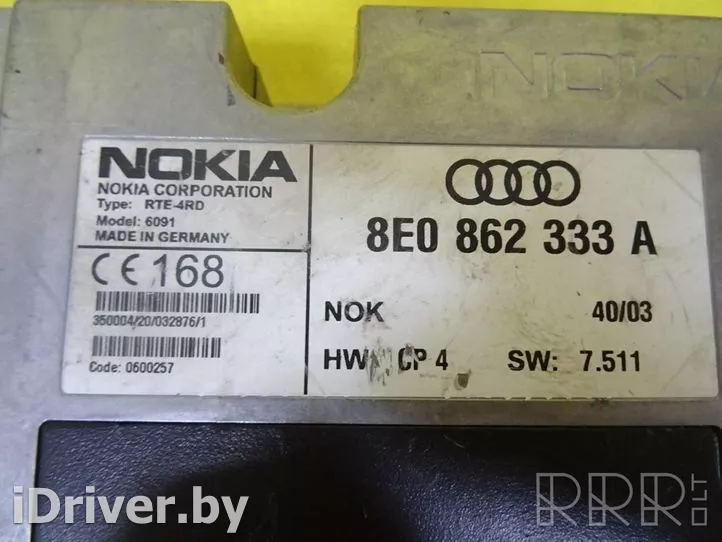 NOKIA
NOKIA
NOKIA CORPORATION
Type: RTE-4RD
Model: 6091
MADE IN GERMANY
CE 168
350004/20/032876/1
Code: 0600257
8E0 862 333 A
NOK 40/03
HW: CP 4 SW: 7.511
iDriver.by
RRR.LT